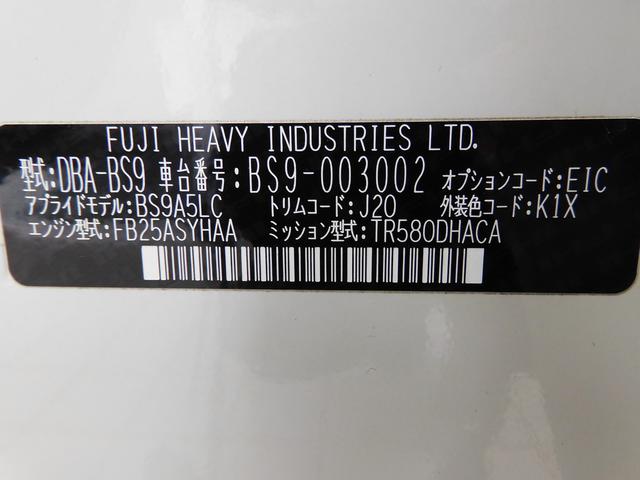 FUJI HEAVY INDUSTRIES LTD.
型式:DBA-BS9 車台番号:BS9-003002 オプションコード:EIC
アプライドモデル:BS9A5LC トリムコード:J20 外装色コード:K1X
エンジン型式:FB25ASYHAA ミッション型式:TR580DHACA